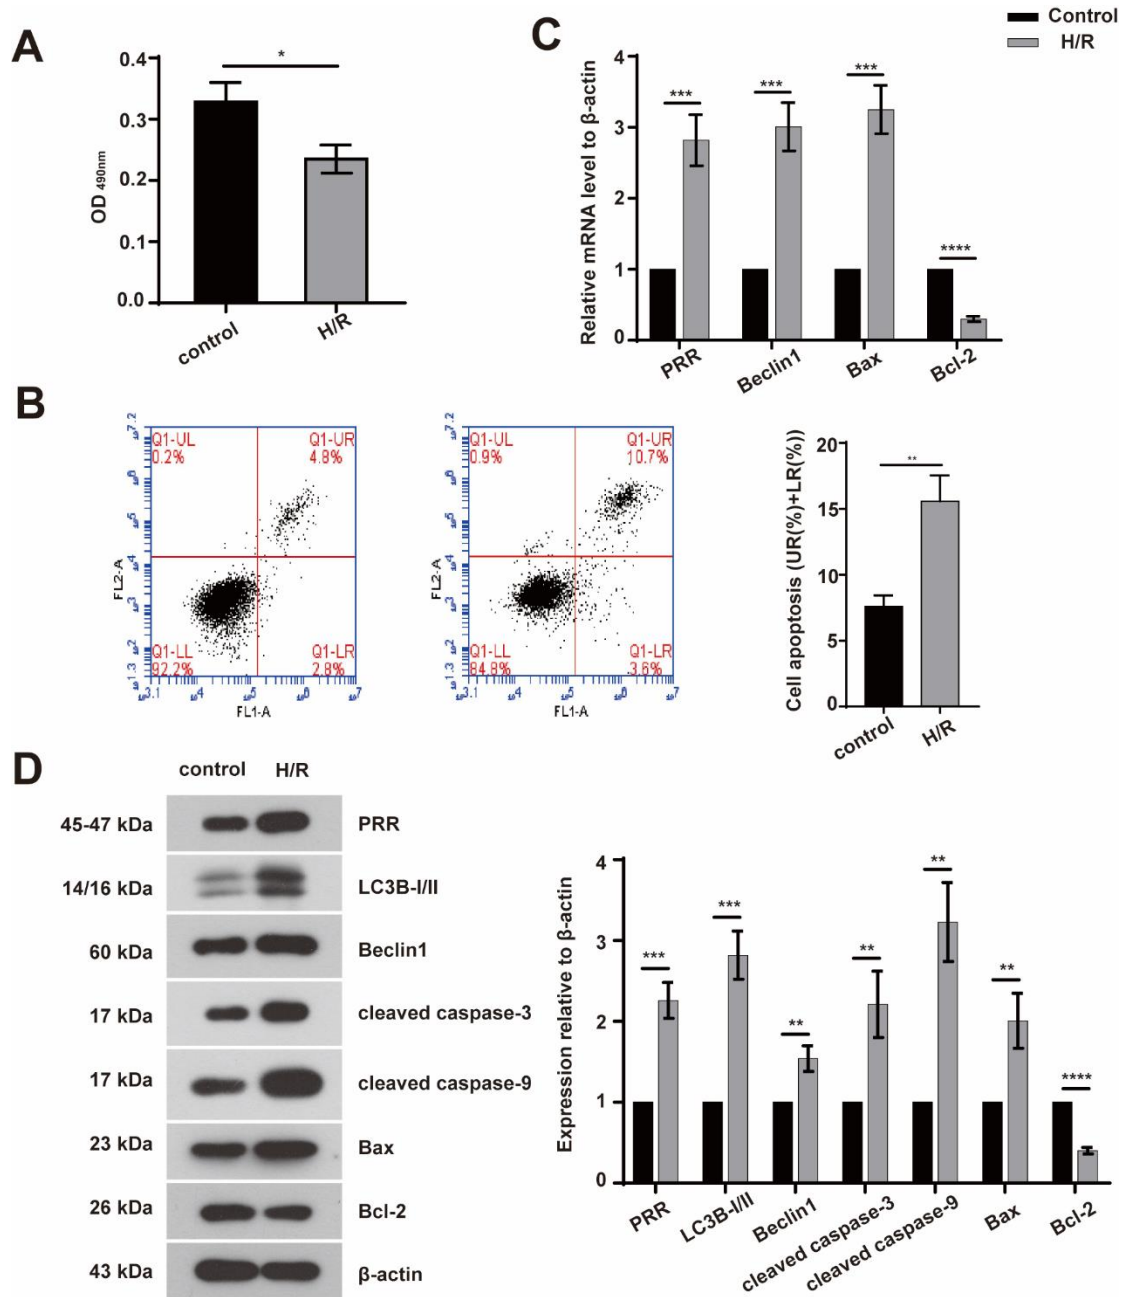 A
0.4
0.3
0.2
0.1
0.0
OD 490nm
*
control
H/R
C
Control
H/R
4
3
2
1
0
Relative mRNA level to β-actin
***
***
***
****
PRR
Beclin1
Bax
Bcl-2
B
Q1-UL
0.2%
Q1-UR
4.8%
Q1-LL
92.2%
Q1-LR
2.8%
FL2-A
FL1-A
Q1-UL
0.9%
Q1-UR
10.7%
Q1-LL
84.8%
Q1-LR
3.6%
FL2-A
FL1-A
20
15
10
5
0
Cell apoptosis (UR(%)+LR(%))
**
control
H/R
D
control H/R
45-47 kDa PRR
14/16 kDa LC3B-I/II
60 kDa Beclin1
17 kDa cleaved caspase-3
17 kDa cleaved caspase-9
23 kDa Bax
26 kDa Bcl-2
43 kDa β-actin
4
3
2
1
0
Expression relative to β-actin
***
***
**
**
**
**
****
PRR
LC3B-I/II
Beclin1
cleaved caspase-3
cleaved caspase-9
Bax
Bcl-2